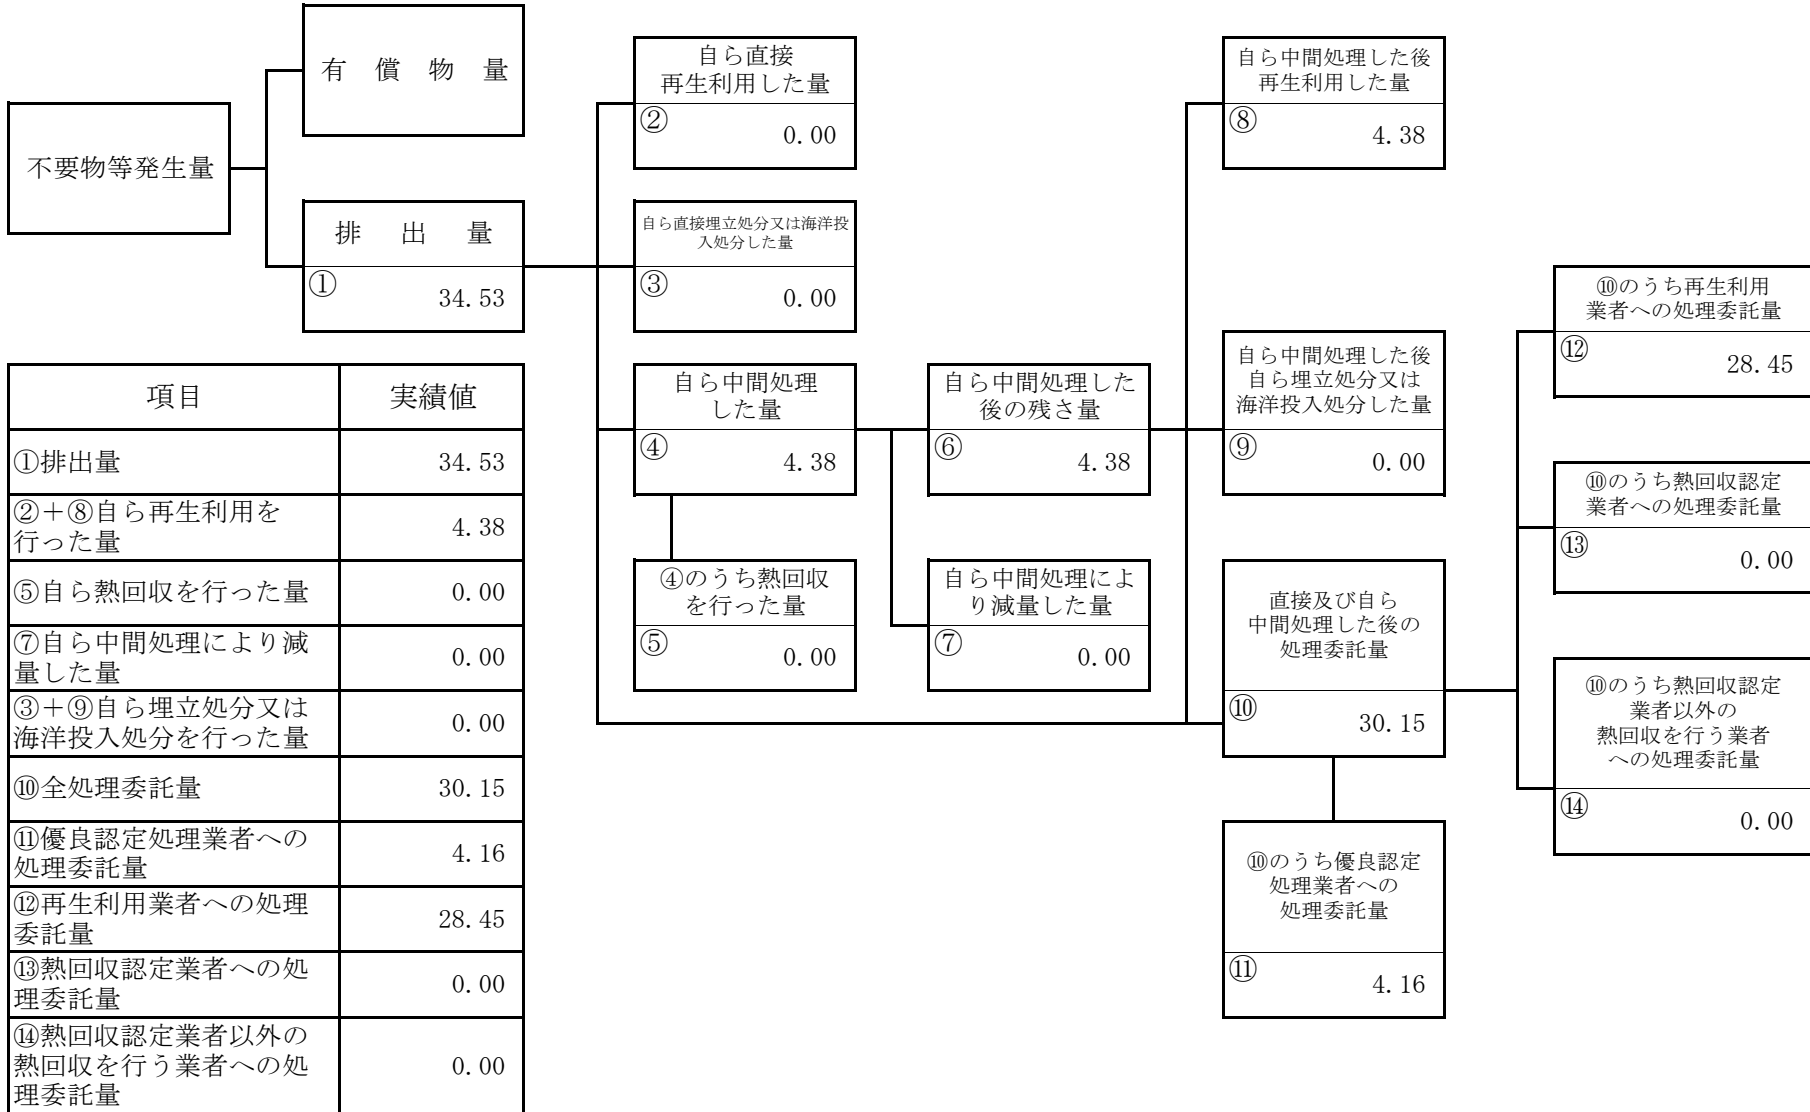 有償物量
不要物等発生量
排出量
① 34.53
自ら直接
再生利用した量
② 0.00
自ら直接埋立処分又は海洋投
入処分した量
③ 0.00
自ら中間処理
した量
④ 4.38
④のうち熱回収
を行った量
⑤ 0.00
自ら中間処理した
後の残さ量
⑥ 4.38
自ら中間処理によ
り減量した量
⑦ 0.00
自ら中間処理した後
再生利用した量
⑧ 4.38
自ら中間処理した後
自ら埋立処分又は
海洋投入処分した量
⑨ 0.00
直接及び自ら
中間処理した後の
処理委託量
⑩ 30.15
⑩のうち優良認定
処理業者への
処理委託量
⑪ 4.16
⑩のうち再生利用
業者への処理委託量
⑫ 28.45
⑩のうち熱回収認定
業者への処理委託量
⑬ 0.00
⑩のうち熱回収認定
業者以外の
熱回収を行う業者
への処理委託量
⑭ 0.00
項目 実績値
①排出量 34.53
②＋⑧自ら再生利用を
行った量 4.38
⑤自ら熱回収を行った量 0.00
⑦自ら中間処理により減
量した量 0.00
③＋⑨自ら埋立処分又は
海洋投入処分を行った量 0.00
⑩全処理委託量 30.15
⑪優良認定処理業者への
処理委託量 4.16
⑫再生利用業者への処理
委託量 28.45
⑬熱回収認定業者への処
理委託量 0.00
⑭熱回収認定業者以外の
熱回収を行う業者への処
理委託量 0.00